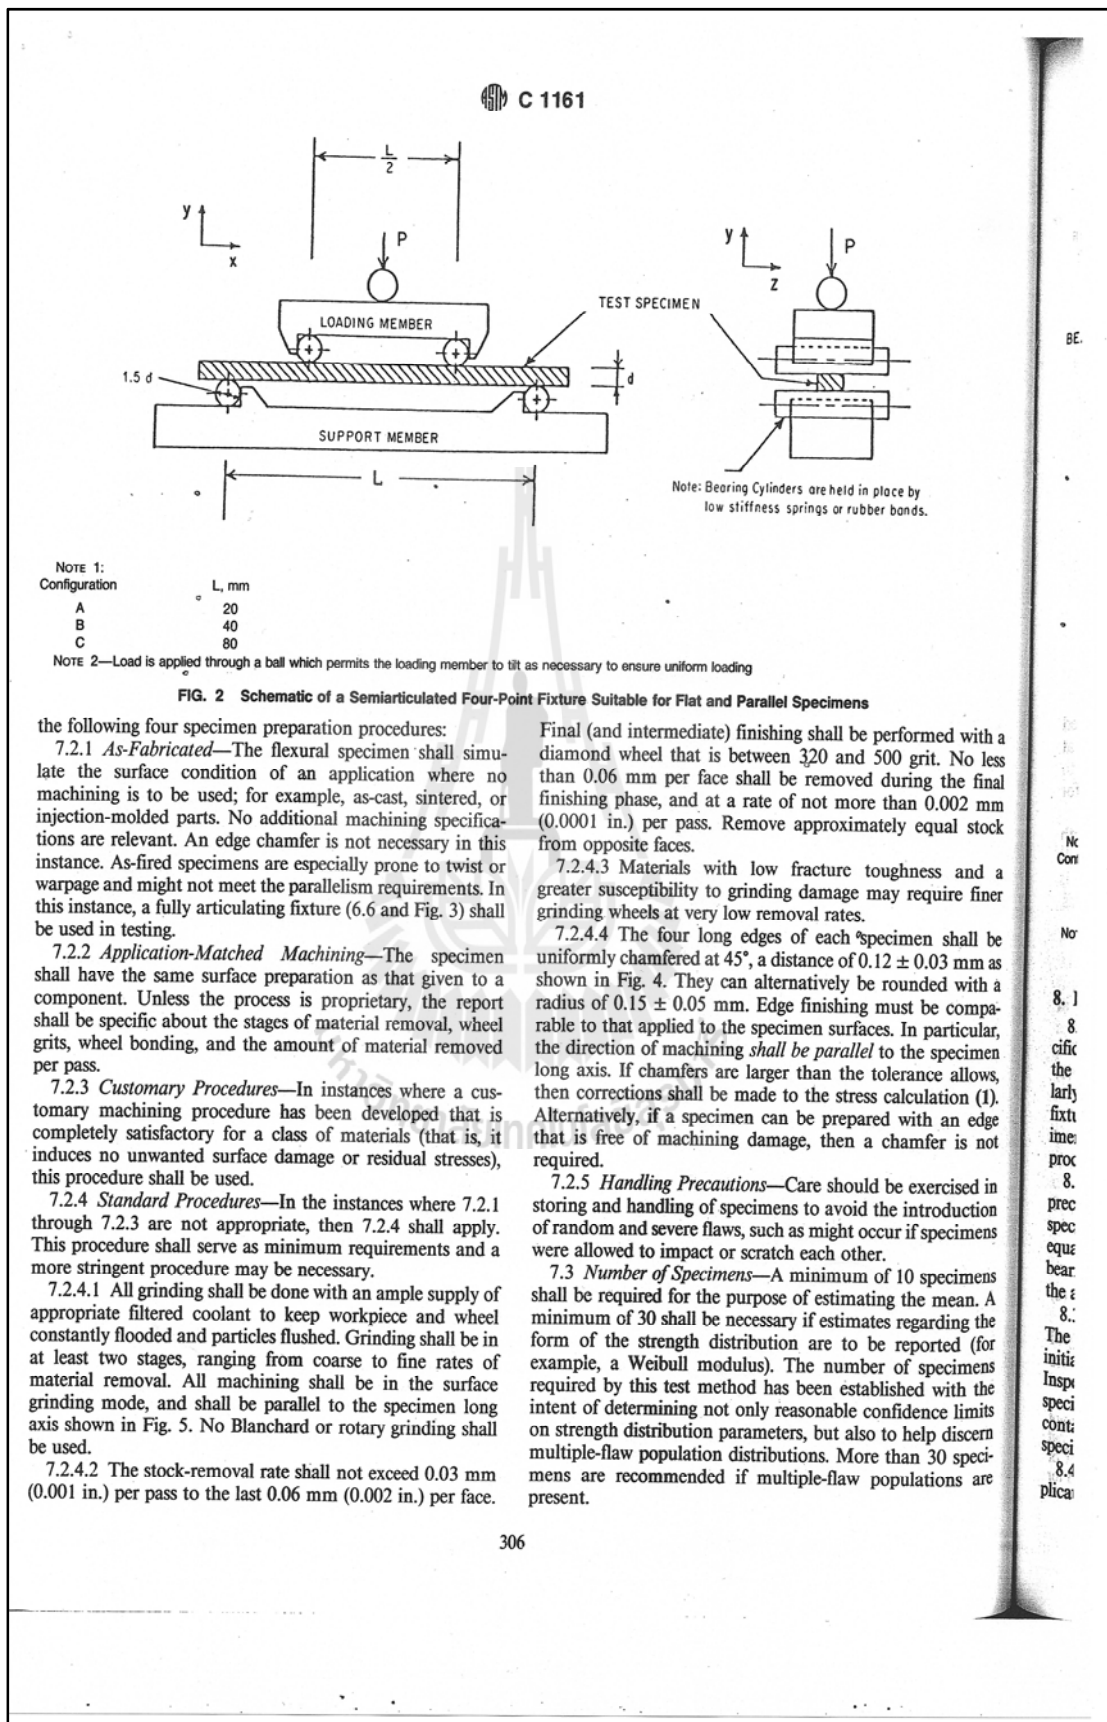 ASTM C 1161
L
2
y
x
P
LOADING MEMBER
TEST SPECIMEN
1.5 d
d
SUPPORT MEMBER
L
y
z
P
Note: Bearing Cylinders are held in place by
low stiffness springs or rubber bands.
NOTE 1:
Configuration L, mm
A 20
B 40
C 80
NOTE 2—Load is applied through a ball which permits the loading member to tilt as necessary to ensure uniform loading
FIG. 2 Schematic of a Semiarticulated Four-Point Fixture Suitable for Flat and Parallel Specimens
the following four specimen preparation procedures:
7.2.1 As-Fabricated—The flexural specimen shall simu-
late the surface condition of an application where no
machining is to be used; for example, as-cast, sintered, or
injection-molded parts. No additional machining specifica-
tions are relevant. An edge chamfer is not necessary in this
instance. As-fired specimens are especially prone to twist or
warpage and might not meet the parallelism requirements. In
this instance, a fully articulating fixture (6.6 and Fig. 3) shall
be used in testing.
7.2.2 Application-Matched Machining—The specimen
shall have the same surface preparation as that given to a
component. Unless the process is proprietary, the report
shall be specific about the stages of material removal, wheel
grits, wheel bonding, and the amount of material removed
per pass.
7.2.3 Customary Procedures—In instances where a cus-
tomary machining procedure has been developed that is
completely satisfactory for a class of materials (that is, it
induces no unwanted surface damage or residual stresses),
this procedure shall be used.
7.2.4 Standard Procedures—In the instances where 7.2.1
through 7.2.3 are not appropriate, then 7.2.4 shall apply.
This procedure shall serve as minimum requirements and a
more stringent procedure may be necessary.
7.2.4.1 All grinding shall be done with an ample supply of
appropriate filtered coolant to keep workpiece and wheel
constantly flooded and particles flushed. Grinding shall be in
at least two stages, ranging from coarse to fine rates of
material removal. All machining shall be in the surface
grinding mode, and shall be parallel to the specimen long
axis shown in Fig. 5. No Blanchard or rotary grinding shall
be used.
7.2.4.2 The stock-removal rate shall not exceed 0.03 mm
(0.001 in.) per pass to the last 0.06 mm (0.002 in.) per face.
Final (and intermediate) finishing shall be performed with a
diamond wheel that is between 320 and 500 grit. No less
than 0.06 mm per face shall be removed during the final
finishing phase, and at a rate of not more than 0.002 mm
(0.0001 in.) per pass. Remove approximately equal stock
from opposite faces.
7.2.4.3 Materials with low fracture toughness and a
greater susceptibility to grinding damage may require finer
grinding wheels at very low removal rates.
7.2.4.4 The four long edges of each specimen shall be
uniformly chamfered at 45°, a distance of 0.12 ± 0.03 mm as
shown in Fig. 4. They can alternatively be rounded with a
radius of 0.15 ± 0.05 mm. Edge finishing must be compa-
rable to that applied to the specimen surfaces. In particular,
the direction of machining shall be parallel to the specimen
long axis. If chamfers are larger than the tolerance allows,
then corrections shall be made to the stress calculation (1).
Alternatively, if a specimen can be prepared with an edge
that is free of machining damage, then a chamfer is not
required.
7.2.5 Handling Precautions—Care should be exercised in
storing and handling of specimens to avoid the introduction
of random and severe flaws, such as might occur if specimens
were allowed to impact or scratch each other.
7.3 Number of Specimens—A minimum of 10 specimens
shall be required for the purpose of estimating the mean. A
minimum of 30 shall be necessary if estimates regarding the
form of the strength distribution are to be reported (for
example, a Weibull modulus). The number of specimens
required by this test method has been established with the
intent of determining not only reasonable confidence limits
on strength distribution parameters, but also to help discern
multiple-flaw population distributions. More than 30 speci-
mens are recommended if multiple-flaw populations are
present.
306
BE.
No
8.
8.
cific
the
larly
fixtu
proc
8.
prec
spec
equa
bear
The
initia
Inspe
speci
conta
speci
8.4
plica